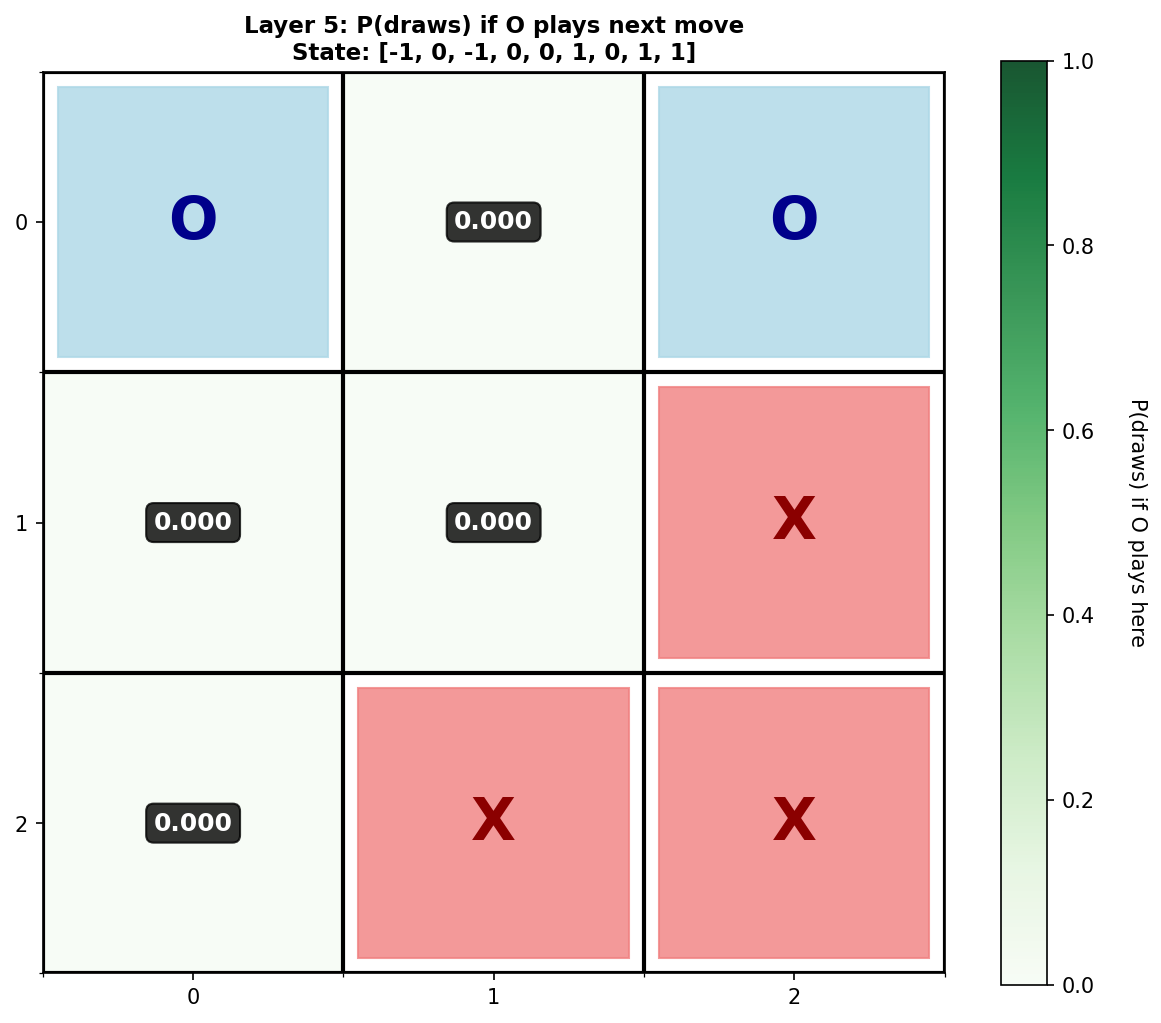 Layer 5: P(draws) if O plays next move
State: [-1, 0, -1, 0, 0, 1, 0, 1, 1]
O
0.000
O
0.000
0.000
X
0.000
X
X
0
1
2
0
1
2
1.0
0.8
0.6
0.4
0.2
0.0
P(draws) if O plays here